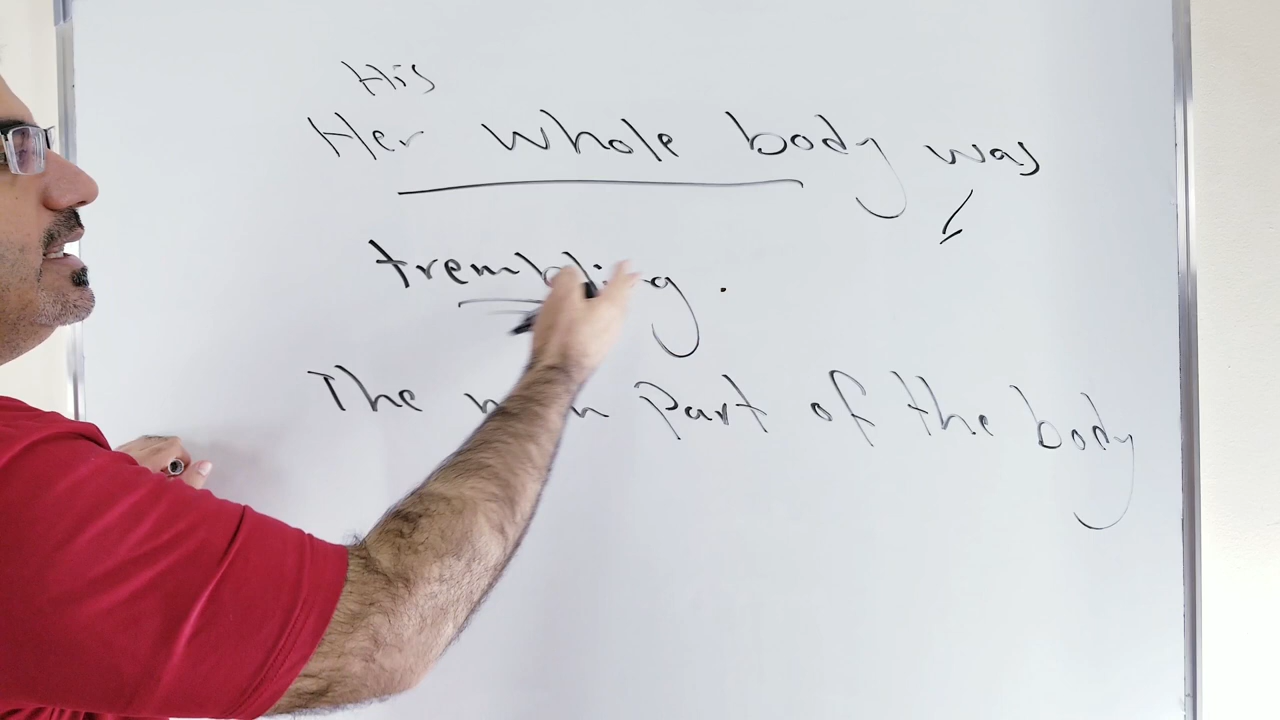 His
Her whole body was
trembling.
The part of the body